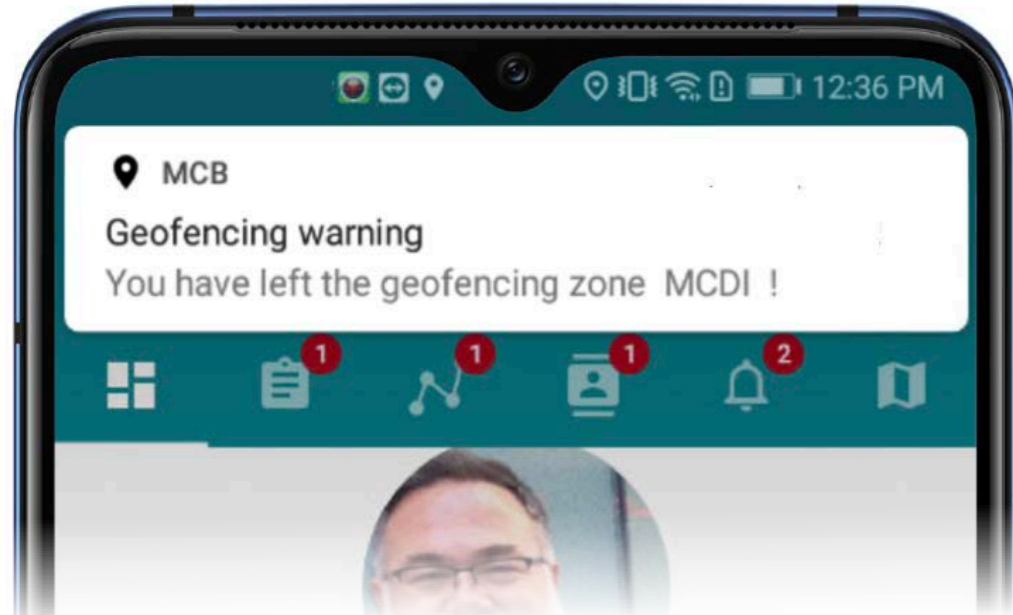 12:36 PM
MCB
Geofencing warning
You have left the geofencing zone MCDI !
1 1 1 2